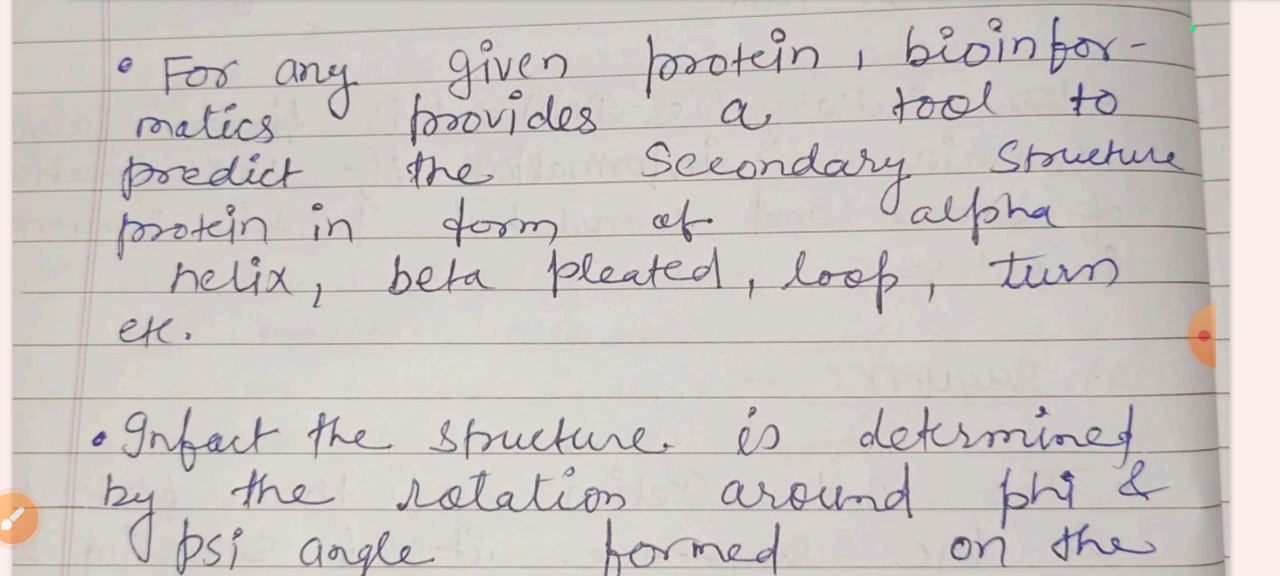 • For any given protein, bioinfor-
matics provides a tool to
predict the Secondary Structure
protein in form of alpha
helix, beta pleated, loop, turn
etc.
• Infact the structure. is determined
by the rotation around phi &
psi angle formed on the